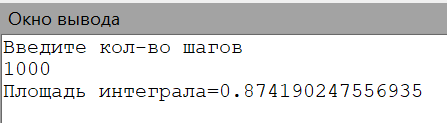 Окно вывода
Введите кол-во шагов
1000
Площадь интеграла=0.874190247556935